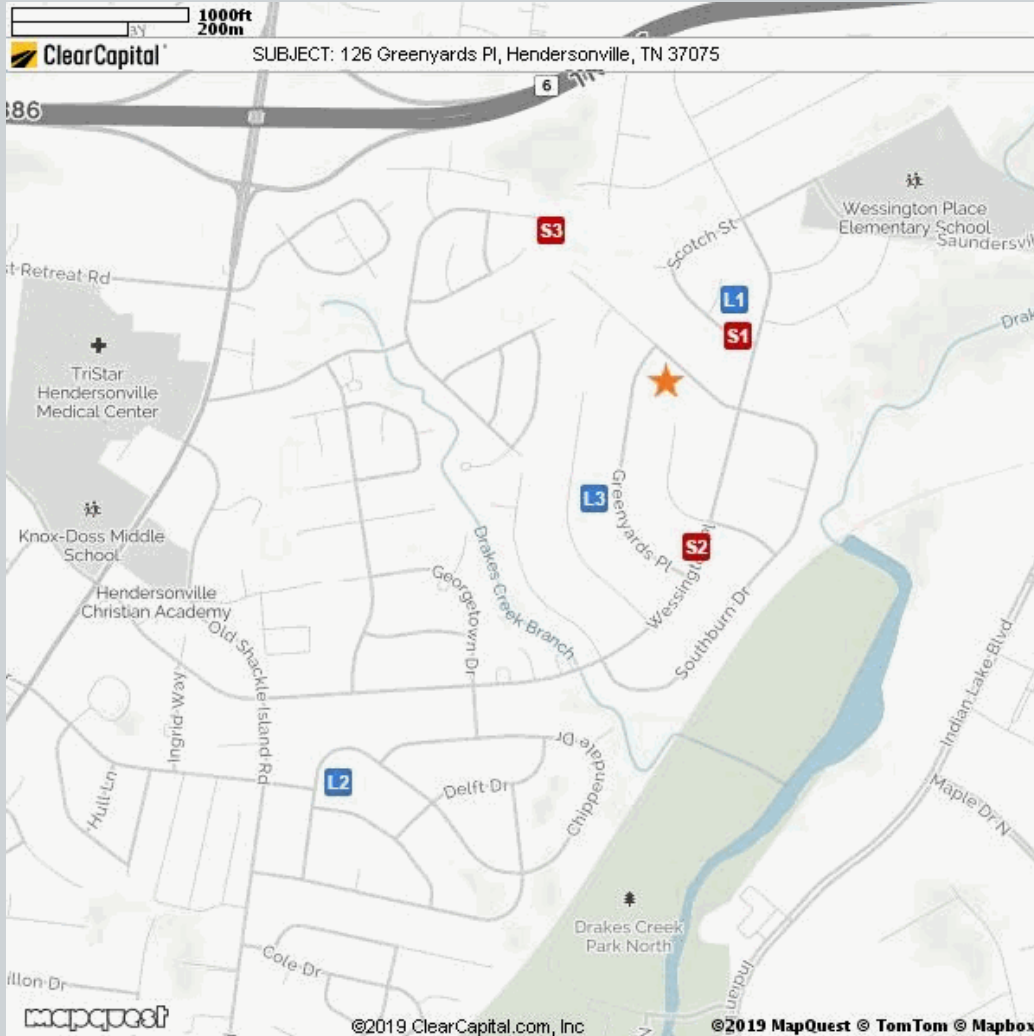 1000ft
200m
ClearCapital
SUBJECT: 126 Greenyards Pl, Hendersonville, TN 37075
6
386
S3
Wessington Place
Elementary School
Scotch St
L1
S1
TriStar
Hendersonville
Medical Center
L3
Greenyards Pl
S2
Knox-Doss Middle
School
Drakes Creek Branch
Georgetown Dr
Hendersonville
Christian Academy
Old Shackle Island Rd
Southburn Dr
Indian Lake Blvd
Ingrid Way
Chippendale Dr
L2
Delft Dr
Hull Ln
Maple Dr N
Drakes Creek
Park North
Cole Dr
mapquest
©2019 ClearCapital.com, Inc
©2019 MapQuest © TomTom © Mapbox